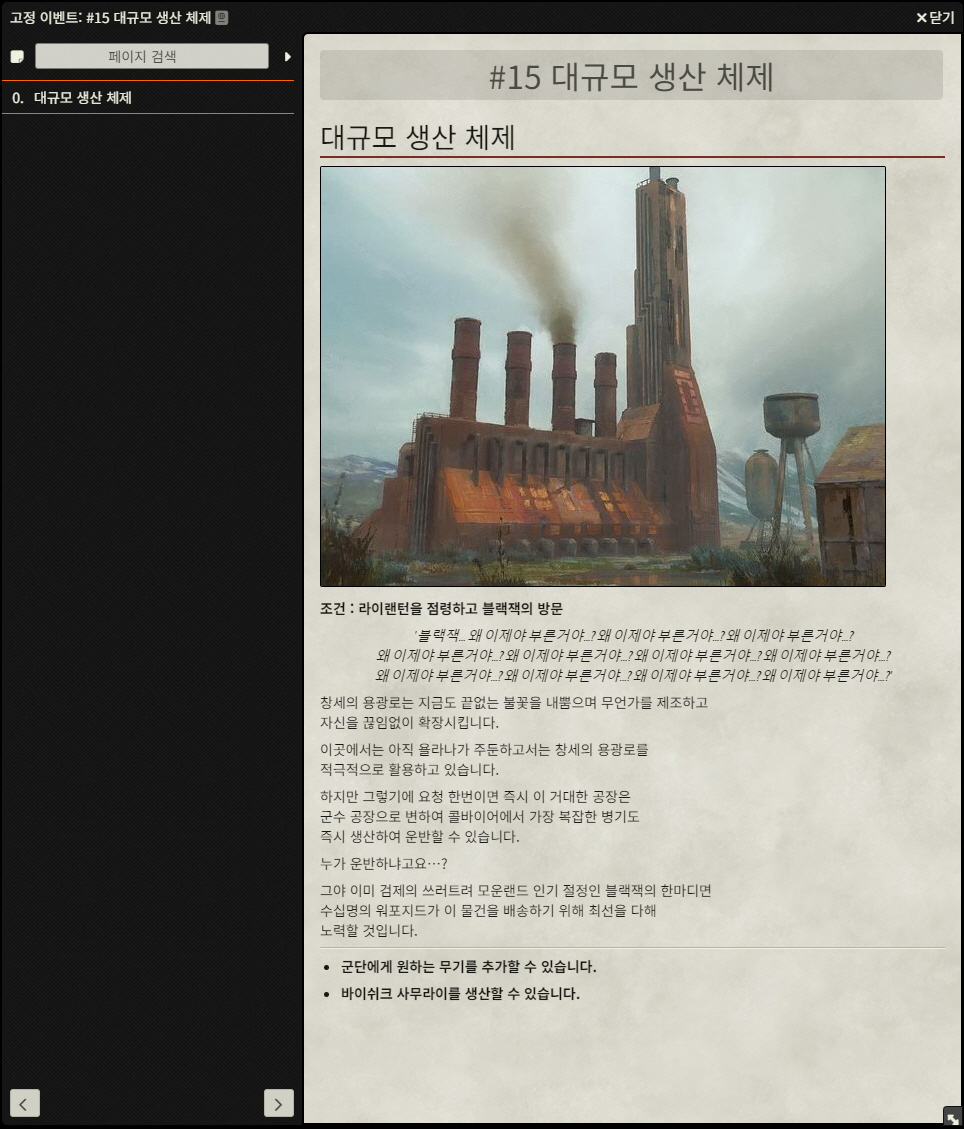 고정 이벤트: #15 대규모 생산 체제
닫기
페이지 검색
0. 대규모 생산 체제
#15 대규모 생산 체제
대규모 생산 체제
조건 : 라이랜턴을 점령하고 블랙잭의 방문
'블랙잭... 왜 이제야 부른거야...? 왜 이제야 부른거야...? 왜 이제야 부른거야...?
왜 이제야 부른거야...? 왜 이제야 부른거야...? 왜 이제야 부른거야...? 왜 이제야 부른거야...?
왜 이제야 부른거야...? 왜 이제야 부른거야...? 왜 이제야 부른거야...? 왜 이제야 부른거야...?'
창세의 용광로는 지금도 끝없는 불꽃을 내뿜으며 무언가를 제조하고
자신을 끊임없이 확장시킵니다.
이곳에서는 아직 율라나가 주둔하고서는 창세의 용광로를
적극적으로 활용하고 있습니다.
하지만 그렇기에 요청 한번이면 즉시 이 거대한 공장은
군수 공장으로 변하여 콜바이어에서 가장 복잡한 병기도
즉시 생산하여 운반할 수 있습니다.
누가 운반하냐고요…?
그야 이미 검제의 쓰러트려 모운랜드 인기 절정인 블랙잭의 한마디면
수십명의 워포지드가 이 물건을 배송하기 위해 최선을 다해
노력할 것입니다.
• 군단에게 원하는 무기를 추가할 수 있습니다.
• 바이쉬크 사무라이를 생산할 수 있습니다.